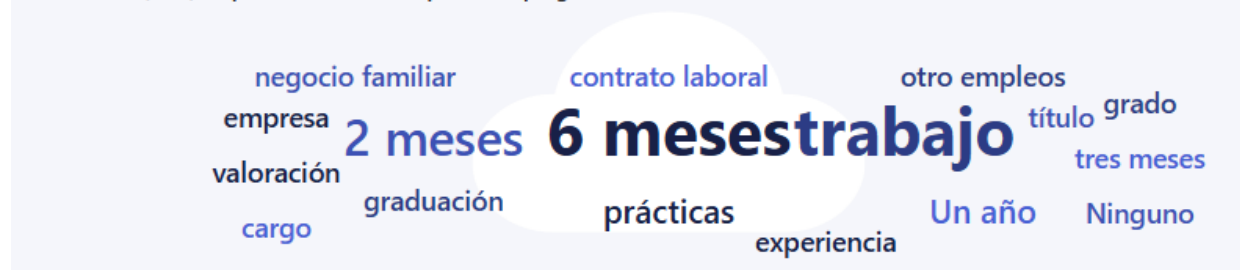 negocio familiar contrato laboral otro empleos
empresa 2 meses 6 meses trabajo título grado
valoración tres meses
cargo graduación prácticas Un año Ninguno
experiencia